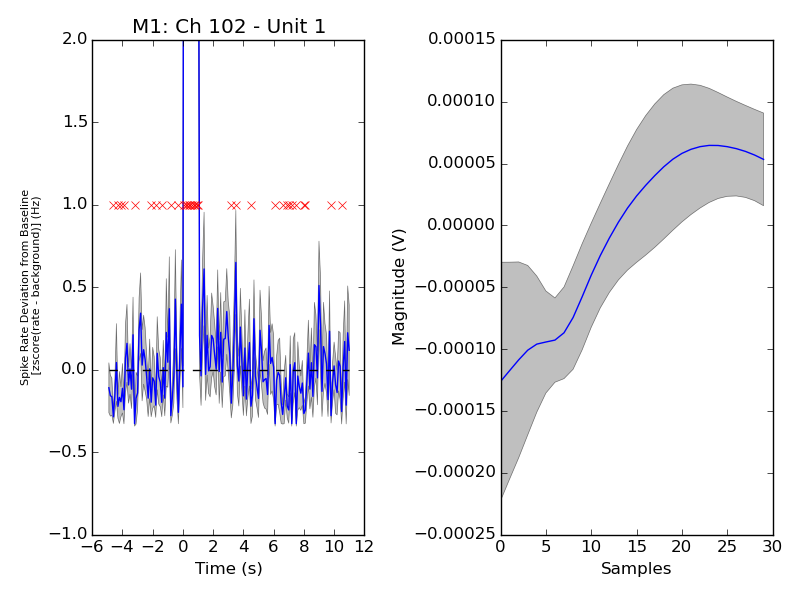 M1: Ch 102 - Unit 1
Spike Rate Deviation from Baseline
[zscore(rate - background)] (Hz)
2.0
1.5
1.0
0.5
0.0
−0.5
−1.0
−6 −4 −2 0 2 4 6 8 10 12
Time (s)
Magnitude (V)
0.00015
0.00010
0.00005
0.00000
−0.00005
−0.00010
−0.00015
−0.00020
−0.00025
0 5 10 15 20 25 30
Samples